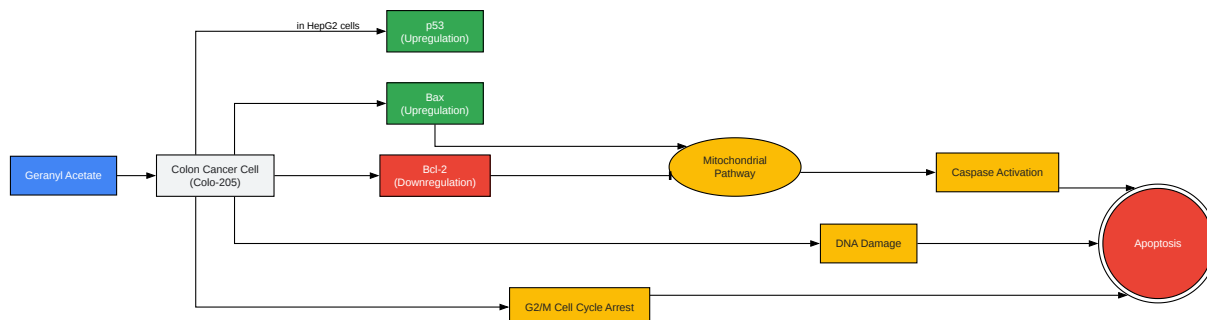 in HepG2 cells
p53
(Upregulation)
Bax
(Upregulation)
Geranyl Acetate
Colon Cancer Cell
(Colo-205)
Bcl-2
(Downregulation)
Mitochondrial
Pathway
Caspase Activation
DNA Damage
Apoptosis
G2/M Cell Cycle Arrest